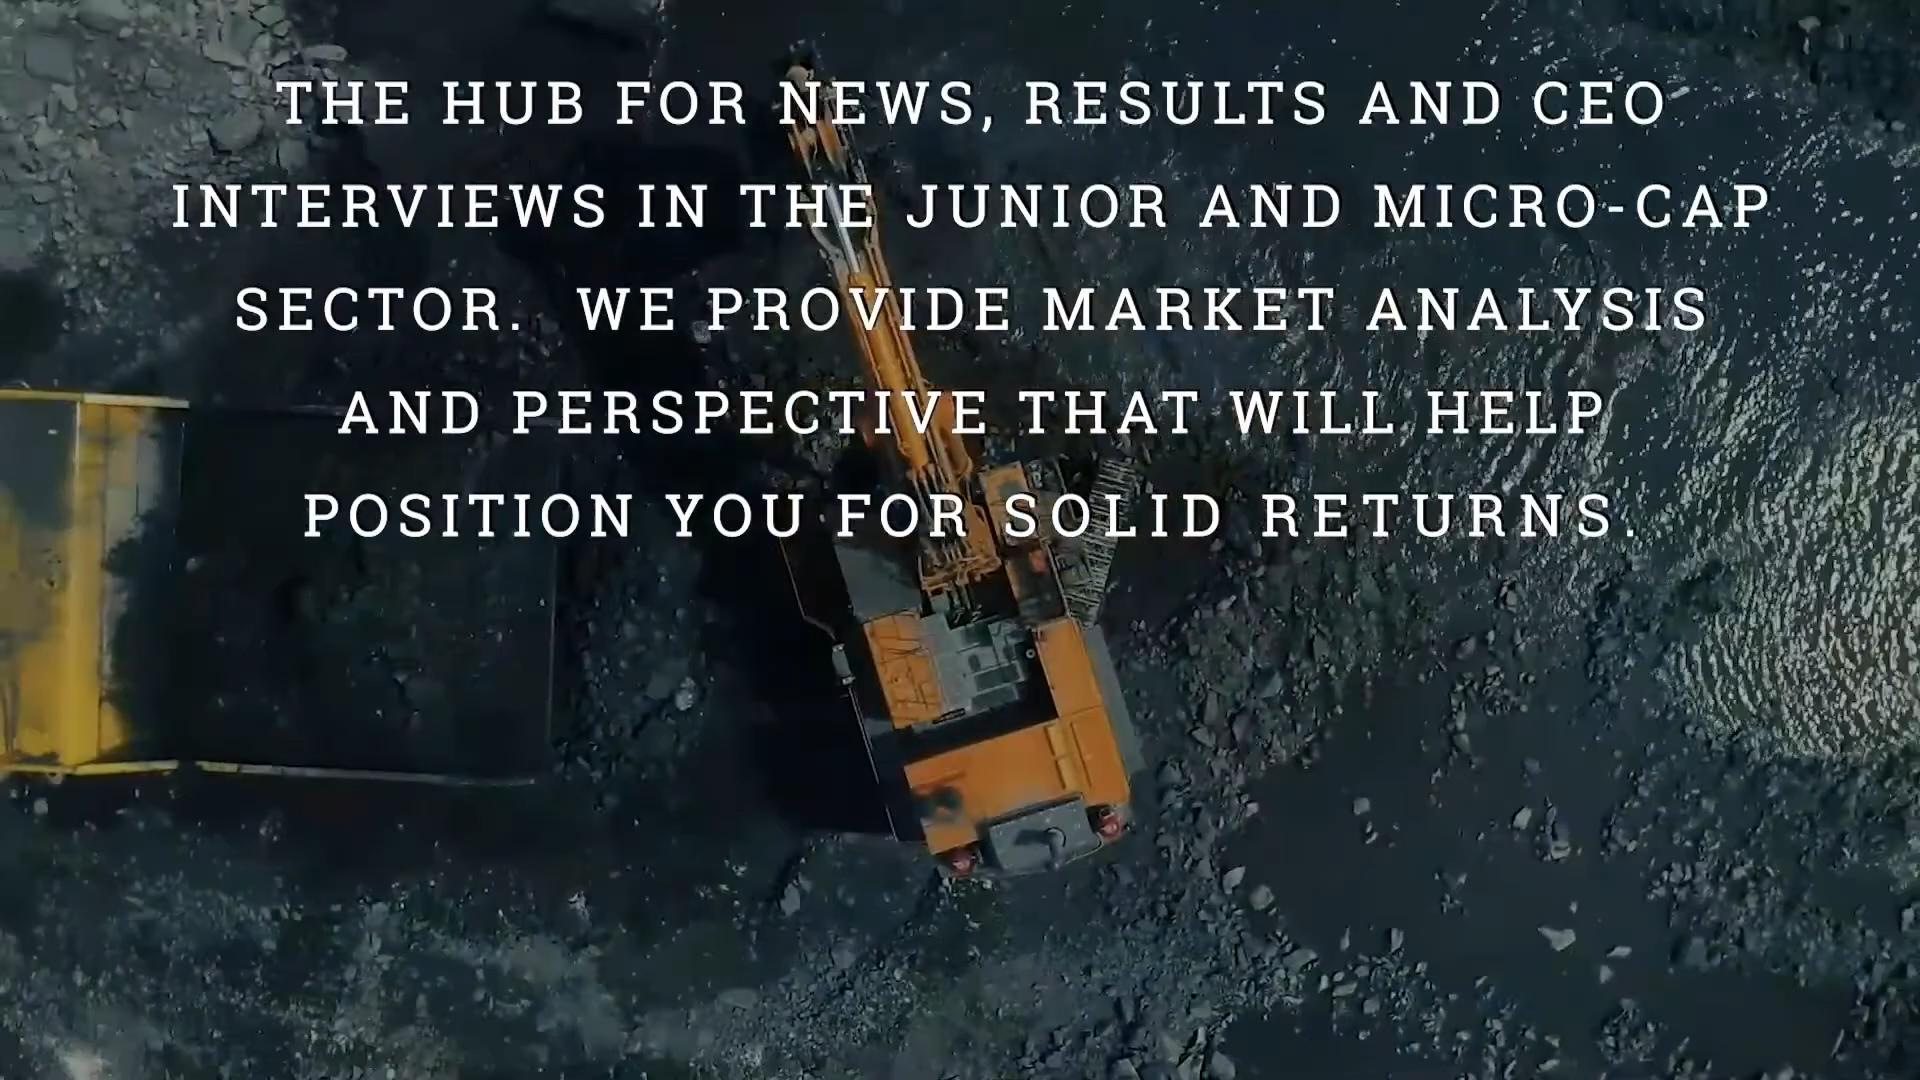 THE HUB FOR NEWS, RESULTS AND CEO
INTERVIEWS IN THE JUNIOR AND MICRO-CAP
SECTOR.  WE PROVIDE MARKET ANALYSIS
AND PERSPECTIVE THAT WILL HELP
POSITION YOU FOR SOLID RETURNS.